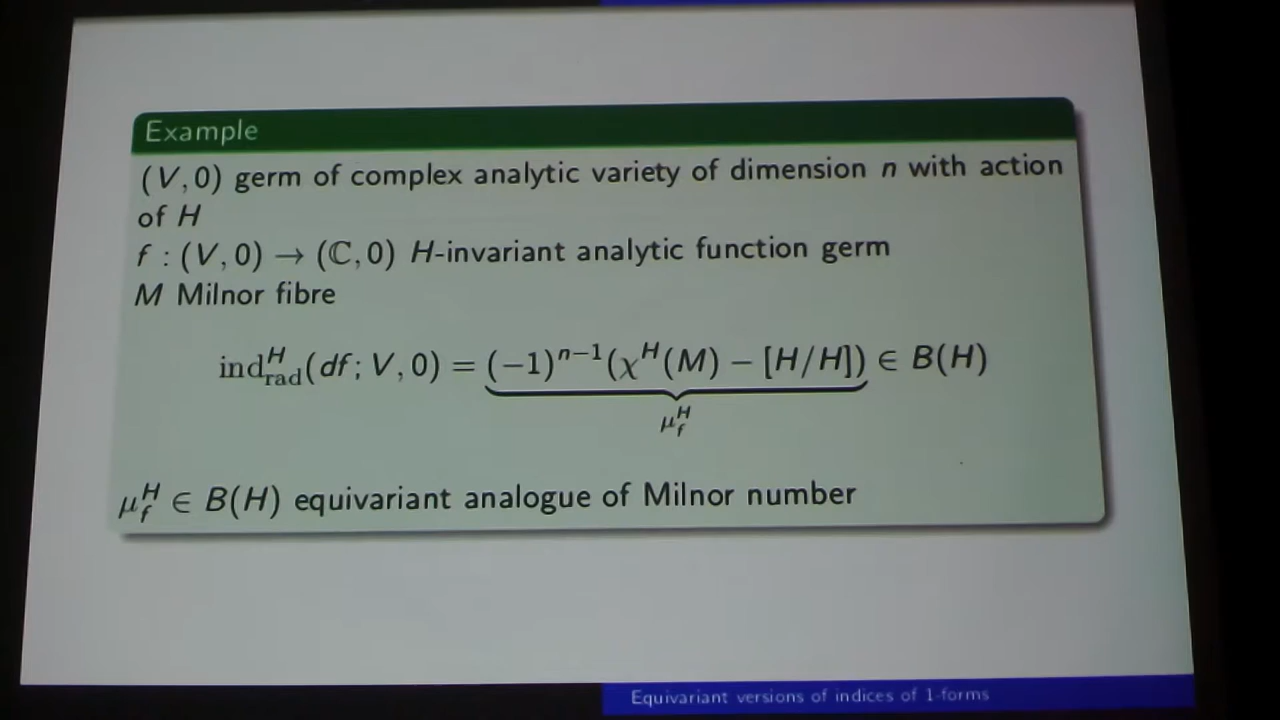 Example
(V, 0) germ of complex analytic variety of dimension n with action
of H
f : (V, 0) → (ℂ, 0) H-invariant analytic function germ
M Milnor fibre
ind^H_rad(df; V, 0) = (−1)^{n−1}(χ^H(M) − [H/H]) ∈ B(H)
μ^H_f
μ^H_f ∈ B(H) equivariant analogue of Milnor number
Equivariant versions of indices of 1-forms